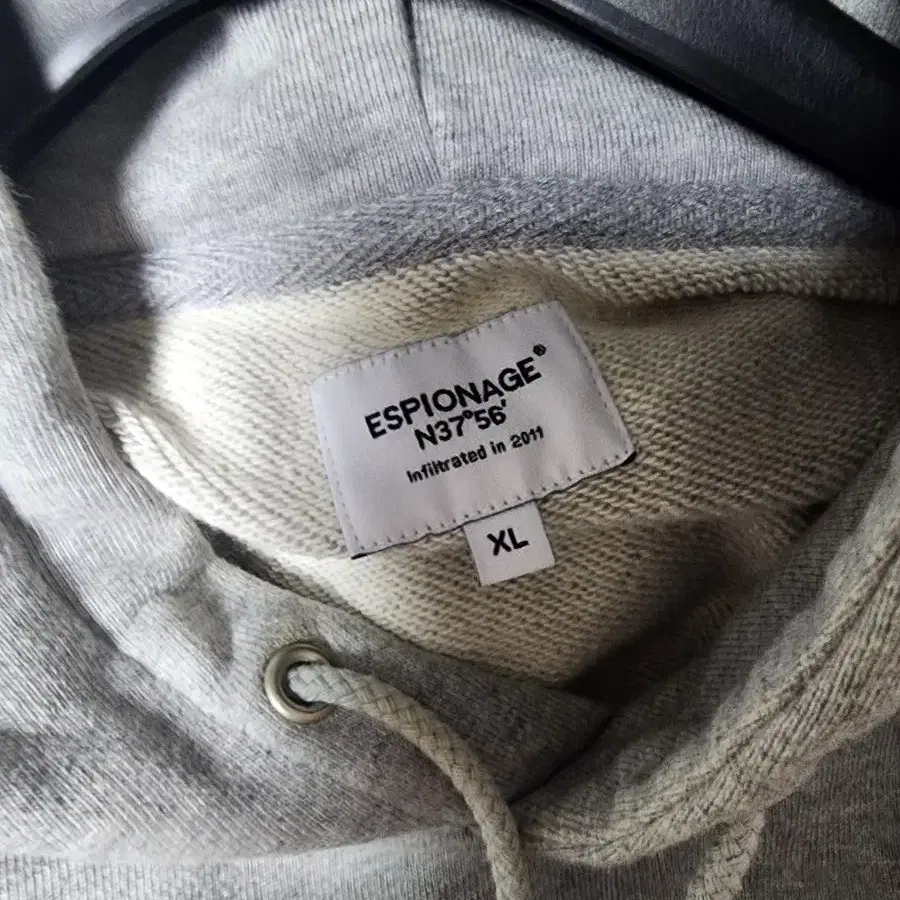 ESPIONAGE®
N37°56'
Infiltrated in 2011
XL